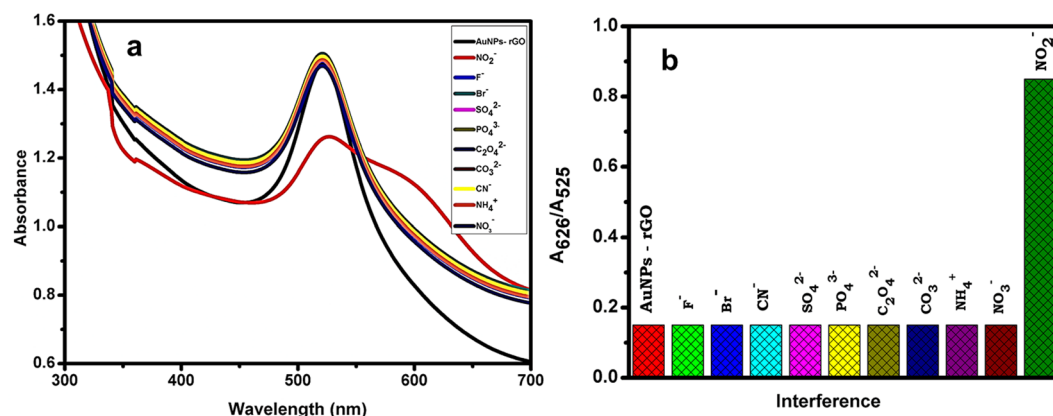 a
1.6
1.4
1.2
1.0
0.8
0.6
Absorbance
300
400
500
600
700
Wavelength (nm)
AuNPs- rGO
NO₂⁻
F⁻
Br⁻
SO₄²⁻
PO₄³⁻
C₂O₄²⁻
CO₃²⁻
CN⁻
NH₄⁺
NO₃⁻
b
1.0
0.8
0.6
0.4
0.2
0.0
A₆₂₆/A₅₂₅
AuNPs - rGO
F⁻
Br⁻
CN⁻
SO₄²⁻
PO₄³⁻
C₂O₄²⁻
CO₃²⁻
NH₄⁺
NO₃⁻
NO₂⁻
Interference